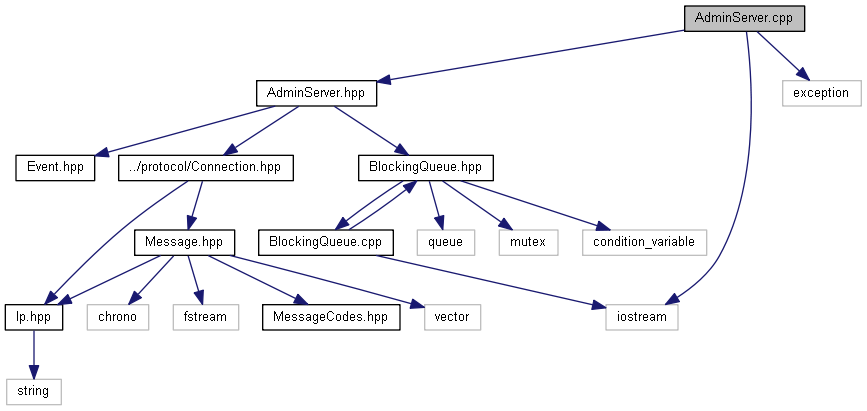 AdminServer.cpp
AdminServer.hpp
exception
Event.hpp
../protocol/Connection.hpp
BlockingQueue.hpp
Message.hpp
BlockingQueue.cpp
queue
mutex
condition_variable
Ip.hpp
chrono
fstream
MessageCodes.hpp
vector
iostream
string